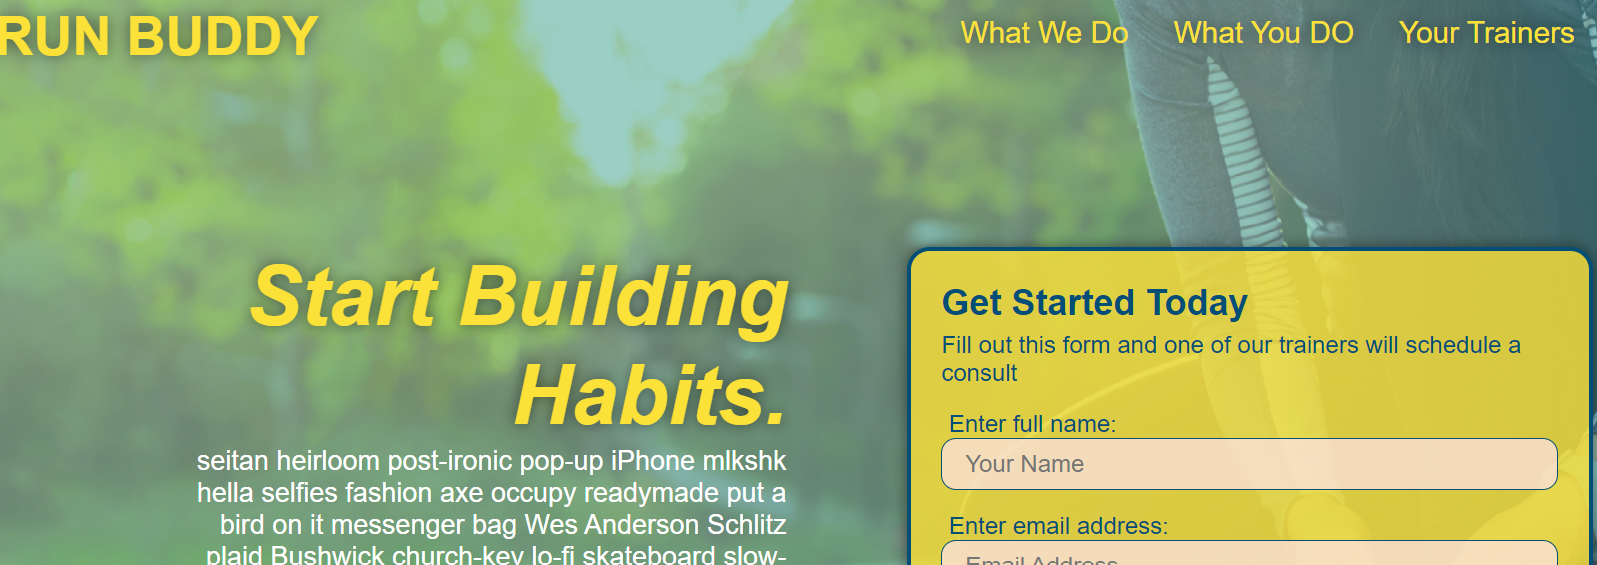 RUN BUDDY
What We Do
What You DO
Your Trainers
Start Building
Habits.
seitan heirloom post-ironic pop-up iPhone mlkshk
hella selfies fashion axe occupy readymade put a
bird on it messenger bag Wes Anderson Schlitz
plaid Bushwick church-key lo-fi skateboard slow-
Get Started Today
Fill out this form and one of our trainers will schedule a
consult
Enter full name:
Your Name
Enter email address:
Email Address